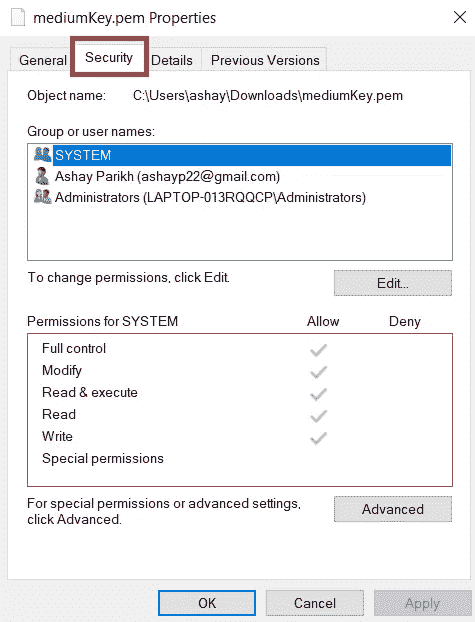 mediumKey.pem Properties
General Security Details Previous Versions
Object name: C:\Users\ashay\Downloads\mediumKey.pem
Group or user names:
SYSTEM
Ashay Parikh (ashayp22@gmail.com)
Administrators (LAPTOP-013RQQCP\Administrators)
To change permissions, click Edit.
Edit...
Permissions for SYSTEM Allow Deny
Full control
Modify
Read & execute
Read
Write
Special permissions
For special permissions or advanced settings,
click Advanced.
Advanced
OK Cancel Apply